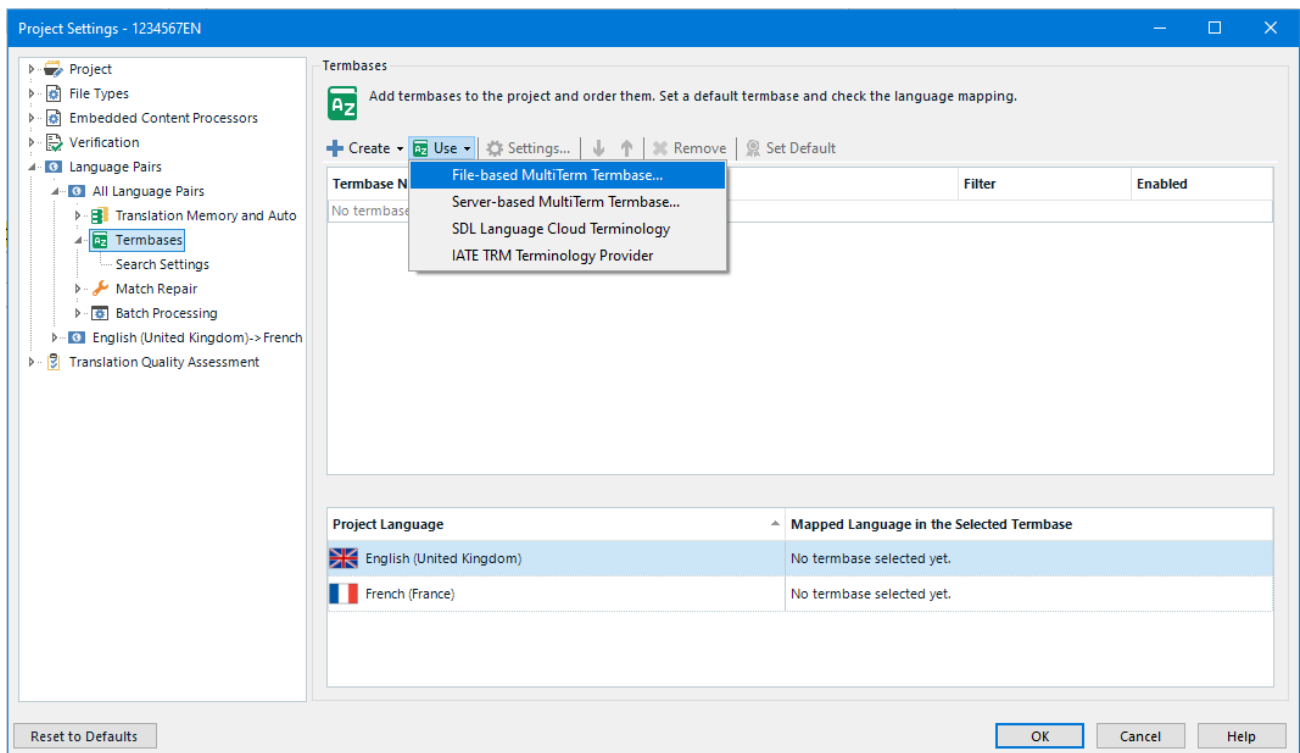 Project Settings - 1234567EN
Project
File Types
Embedded Content Processors
Verification
Language Pairs
All Language Pairs
Translation Memory and Auto
Termbases
Search Settings
Match Repair
Batch Processing
English (United Kingdom)->French
Translation Quality Assessment
Termbases
Add termbases to the project and order them. Set a default termbase and check the language mapping.
Create Use Settings... Remove Set Default
File-based MultiTerm Termbase...
Server-based MultiTerm Termbase...
SDL Language Cloud Terminology
IATE TRM Terminology Provider
Termbase N Filter Enabled
No termbase
Project Language Mapped Language in the Selected Termbase
English (United Kingdom) No termbase selected yet.
French (France) No termbase selected yet.
Reset to Defaults OK Cancel Help